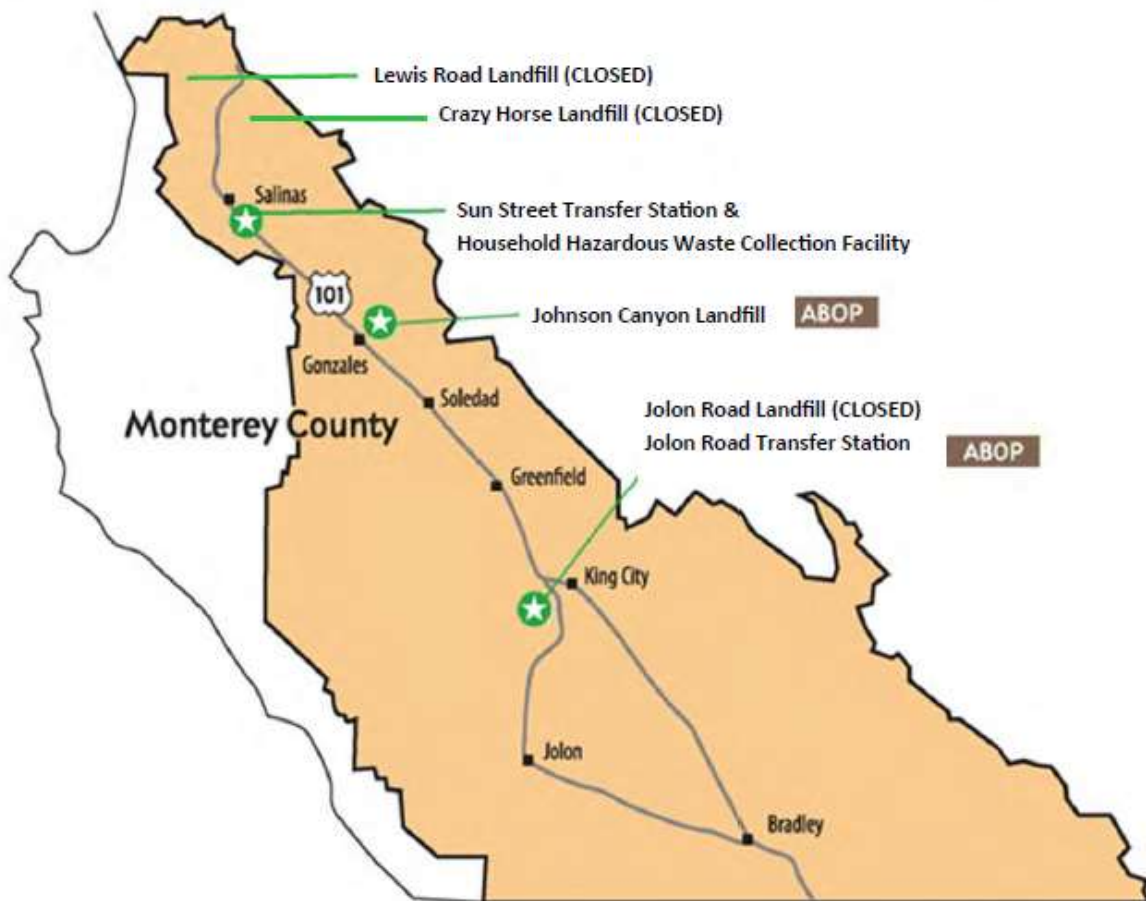 Lewis Road Landfill (CLOSED)
Crazy Horse Landfill (CLOSED)
Salinas
Sun Street Transfer Station &
Household Hazardous Waste Collection Facility
101
Johnson Canyon Landfill ABOP
Gonzales
Soledad
Monterey County
Jolon Road Landfill (CLOSED)
Jolon Road Transfer Station ABOP
Greenfield
King City
Jolon
Bradley